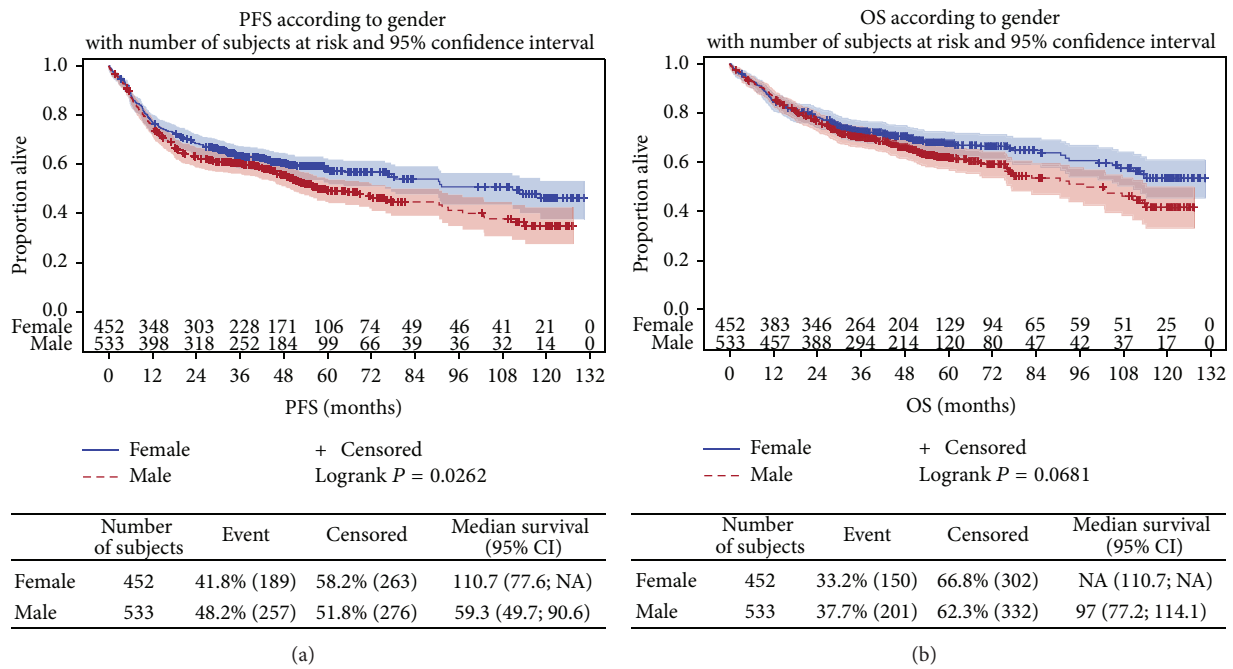 PFS according to gender
with number of subjects at risk and 95% confidence interval
1.0
0.8
0.6
0.4
0.2
0.0
Proportion alive
Female 452 348 303 228 171 106 74 49 46 41 21 0
Male 533 398 318 252 184 99 66 39 36 32 14 0
0 12 24 36 48 60 72 84 96 108 120 132
PFS (months)
Female + Censored
Male Logrank P = 0.0262
Number of subjects Event Censored Median survival (95% CI)
Female 452 41.8% (189) 58.2% (263) 110.7 (77.6; NA)
Male 533 48.2% (257) 51.8% (276) 59.3 (49.7; 90.6)
(a)
OS according to gender
with number of subjects at risk and 95% confidence interval
1.0
0.8
0.6
0.4
0.2
0.0
Proportion alive
Female 452 383 346 264 204 129 94 65 59 51 25 0
Male 533 457 388 294 214 120 80 47 42 37 17 0
0 12 24 36 48 60 72 84 96 108 120 132
OS (months)
Female + Censored
Male Logrank P = 0.0681
Number of subjects Event Censored Median survival (95% CI)
Female 452 33.2% (150) 66.8% (302) NA (110.7; NA)
Male 533 37.7% (201) 62.3% (332) 97 (77.2; 114.1)
(b)